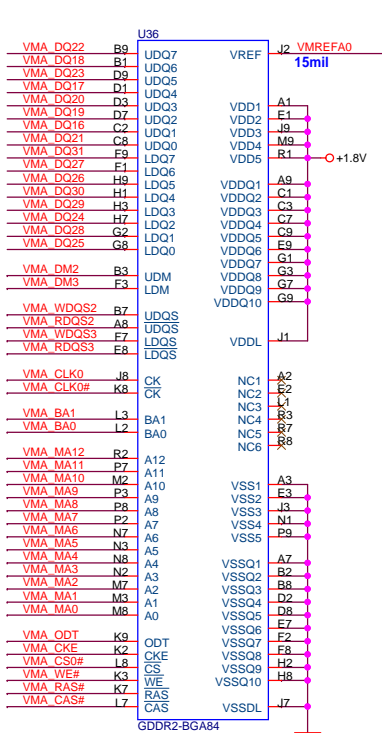 U36
VMA_DQ22 B9 UDQ7 VREF J2 VMREFA0
VMA_DQ18 B1 UDQ6 15mil
VMA_DQ23 D9 UDQ5
VMA_DQ17 D1 UDQ4
VMA_DQ20 D3 UDQ3 VDD1 A1
VMA_DQ19 D7 UDQ2 VDD2 E1
VMA_DQ16 C2 UDQ1 VDD3 J9
VMA_DQ21 C8 UDQ0 VDD4 M9
VMA_DQ31 F9 LDQ7 VDD5 R1 +1.8V
VMA_DQ27 F1 LDQ6
VMA_DQ26 H9 LDQ5 VDDQ1 A9
VMA_DQ30 H1 LDQ4 VDDQ2 C1
VMA_DQ29 H3 LDQ3 VDDQ3 C3
VMA_DQ24 H7 LDQ2 VDDQ4 C7
VMA_DQ28 G2 LDQ1 VDDQ5 C9
VMA_DQ25 G8 LDQ0 VDDQ6 E9
VDDQ7 G1
VMA_DM2 B3 UDM VDDQ8 G3
VMA_DM3 F3 LDM VDDQ9 G7
VDDQ10 G9
VMA_WDQS2 B7 UDQS
VMA_RDQS2 A8 UDQS
VMA_WDQS3 F7 LDQS VDDL J1
VMA_RDQS3 E8 LDQS
VMA_CLK0 J8 CK NC1 A2
VMA_CLK0# K8 CK NC2 E2
NC3 L1
VMA_BA1 L3 BA1 NC4 R3
VMA_BA0 L2 BA0 NC5 R7
NC6 R8
VMA_MA12 R2 A12
VMA_MA11 P7 A11
VMA_MA10 M2 A10 VSS1 A3
VMA_MA9 P3 A9 VSS2 E3
VMA_MA8 P8 A8 VSS3 J3
VMA_MA7 P2 A7 VSS4 N1
VMA_MA6 N7 A6 VSS5 P9
VMA_MA5 N3 A5
VMA_MA4 N8 A4 VSSQ1 A7
VMA_MA3 N2 A3 VSSQ2 B2
VMA_MA2 M7 A2 VSSQ3 B8
VMA_MA1 M3 A1 VSSQ4 D2
VMA_MA0 M8 A0 VSSQ5 D8
VSSQ6 E7
VMA_ODT K9 ODT VSSQ7 F2
VMA_CKE K2 CKE VSSQ8 F8
VMA_CS0# L8 CS VSSQ9 H2
VMA_WE# K3 WE VSSQ10 H8
VMA_RAS# K7 RAS
VMA_CAS# L7 CAS VSSDL J7
GDDR2-BGA84